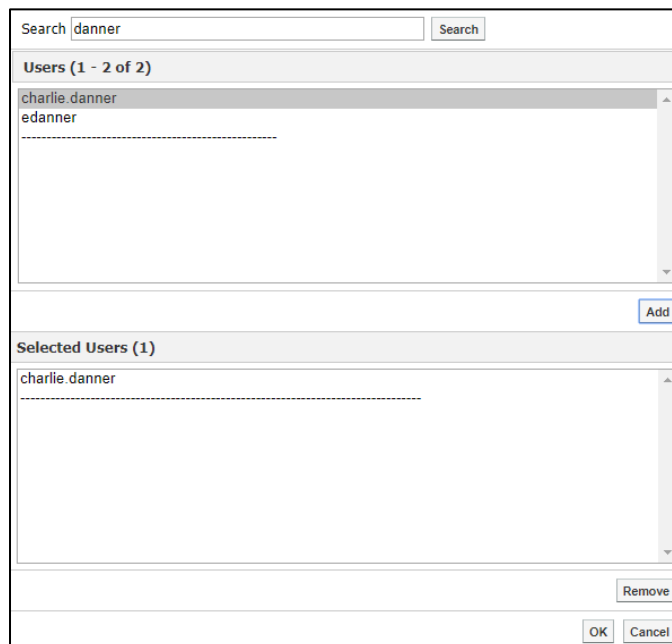 Search danner Search
Users (1 - 2 of 2)
charlie.danner
edanner
---------------------------------------------------
Add
Selected Users (1)
charlie.danner
--------------------------------------------------------------------------------
Remove
OK Cancel